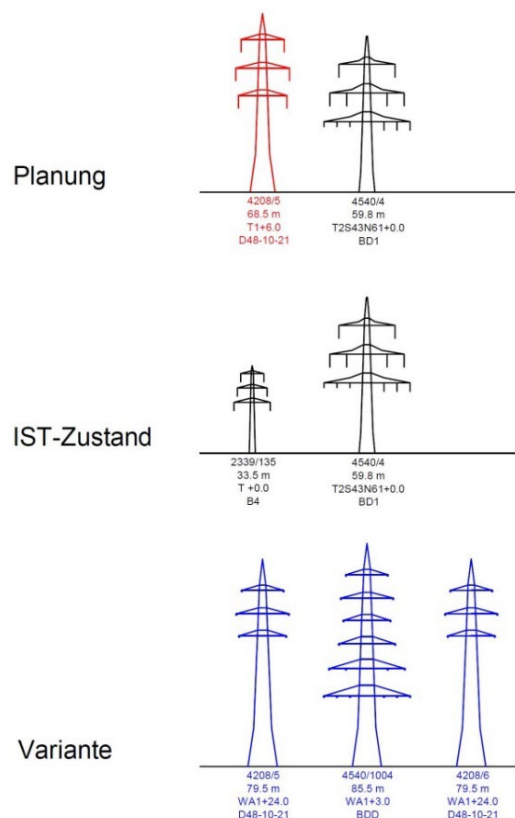 Planung
4208/5
68.5 m
T1+6.0
D48-10-21
4540/4
59.8 m
T2S43N61+0.0
BD1
IST-Zustand
2339/135
33.5 m
T +0.0
B4
4540/4
59.8 m
T2S43N61+0.0
BD1
Variante
4208/5
79.5 m
WA1+24.0
D48-10-21
4540/1004
85.5 m
WA1+3.0
BDD
4208/6
79.5 m
WA1+24.0
D48-10-21